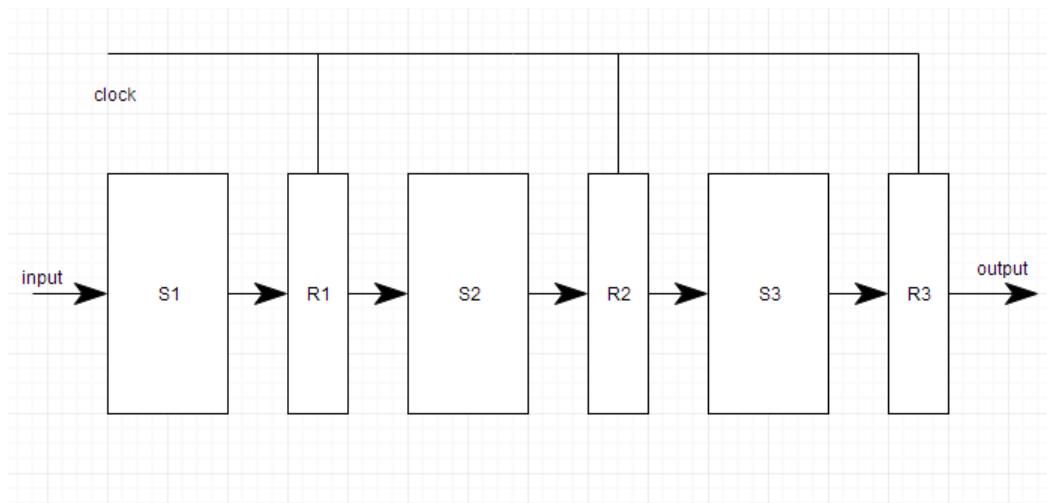 clock
input
S1
R1
S2
R2
S3
R3
output